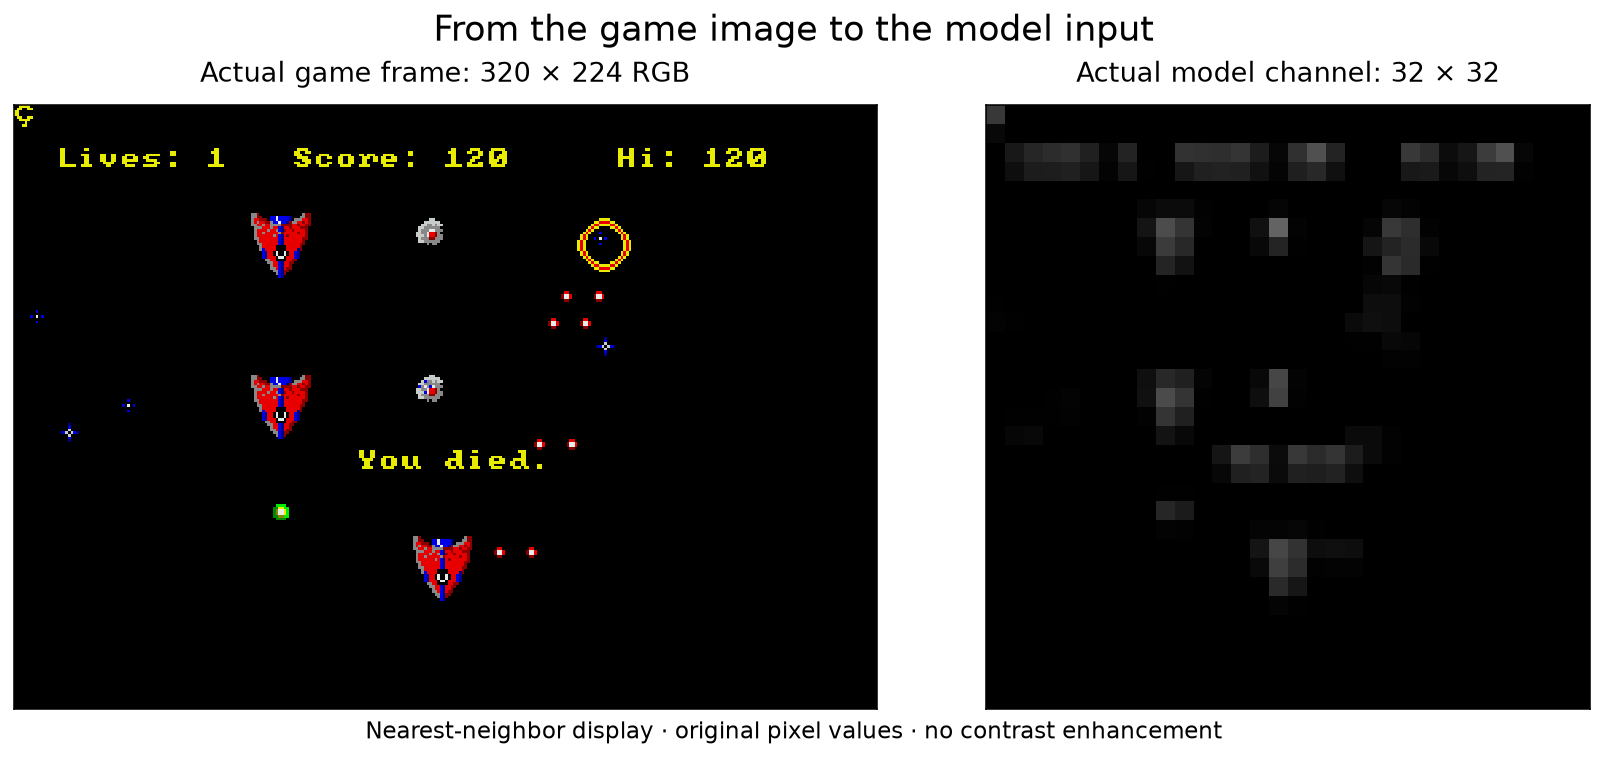 From the game image to the model input
Actual game frame: 320 × 224 RGB
Actual model channel: 32 × 32
Ç
Lives: 1 Score: 120 Hi: 120
You died.
Nearest-neighbor display · original pixel values · no contrast enhancement